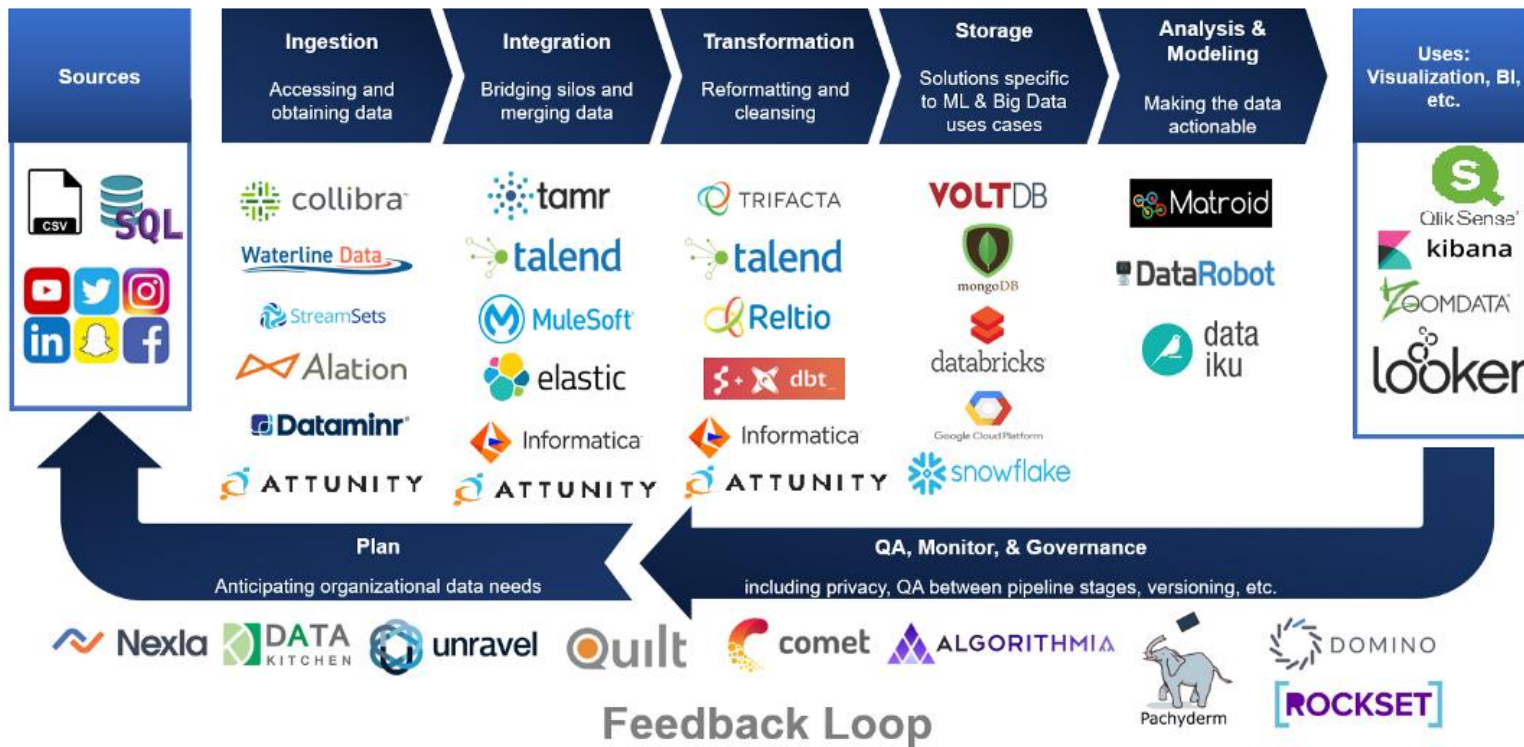 Sources
Ingestion
Accessing and
obtaining data
Integration
Bridging silos and
merging data
Transformation
Reformatting and
cleansing
Storage
Solutions specific
to ML & Big Data
uses cases
Analysis &
Modeling
Making the data
actionable
Uses:
Visualization, BI,
etc.
CSV
SQL
in
f
collibra
Waterline Data
StreamSets
Alation
Dataminr
ATTUNITY
tamr
talend
MuleSoft
elastic
Informatica
ATTUNITY
TRIFACTA
talend
Reltio
+ dbt_
Informatica
ATTUNITY
VOLTDB
mongoDB
databricks
Google Cloud Platform
snowflake
Matroid
DataRobot
data
iku
S
Qlik Sense
kibana
ZOOMDATA
looker
Plan
Anticipating organizational data needs
QA, Monitor, & Governance
including privacy, QA between pipeline stages, versioning, etc.
Nexla
DATA
KITCHEN
unravel
Quilt
comet
ALGORITHMIA
Pachyderm
DOMINO
[ROCKSET]
Feedback Loop